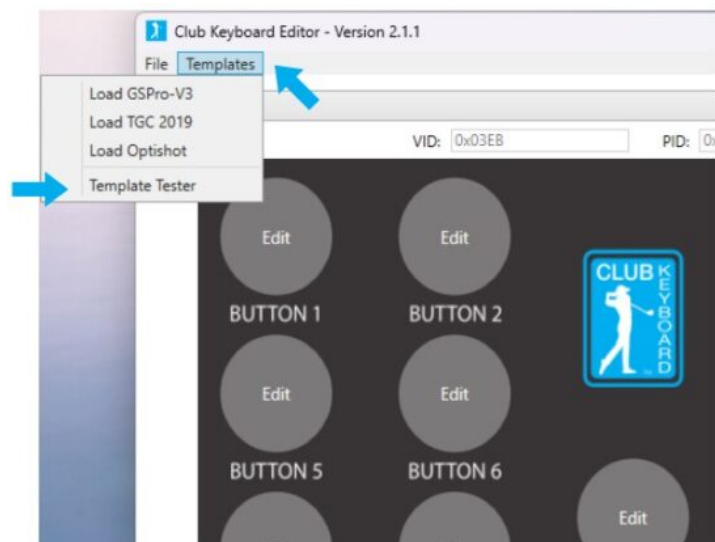 Club Keyboard Editor - Version 2.1.1
File Templates
Load GSPro-V3
Load TGC 2019
Load Optishot
Template Tester
VID: 0x03EB PID: 0x
Edit Edit
CLUB KEYBOARD
BUTTON 1 BUTTON 2
Edit Edit
BUTTON 5 BUTTON 6
Edit